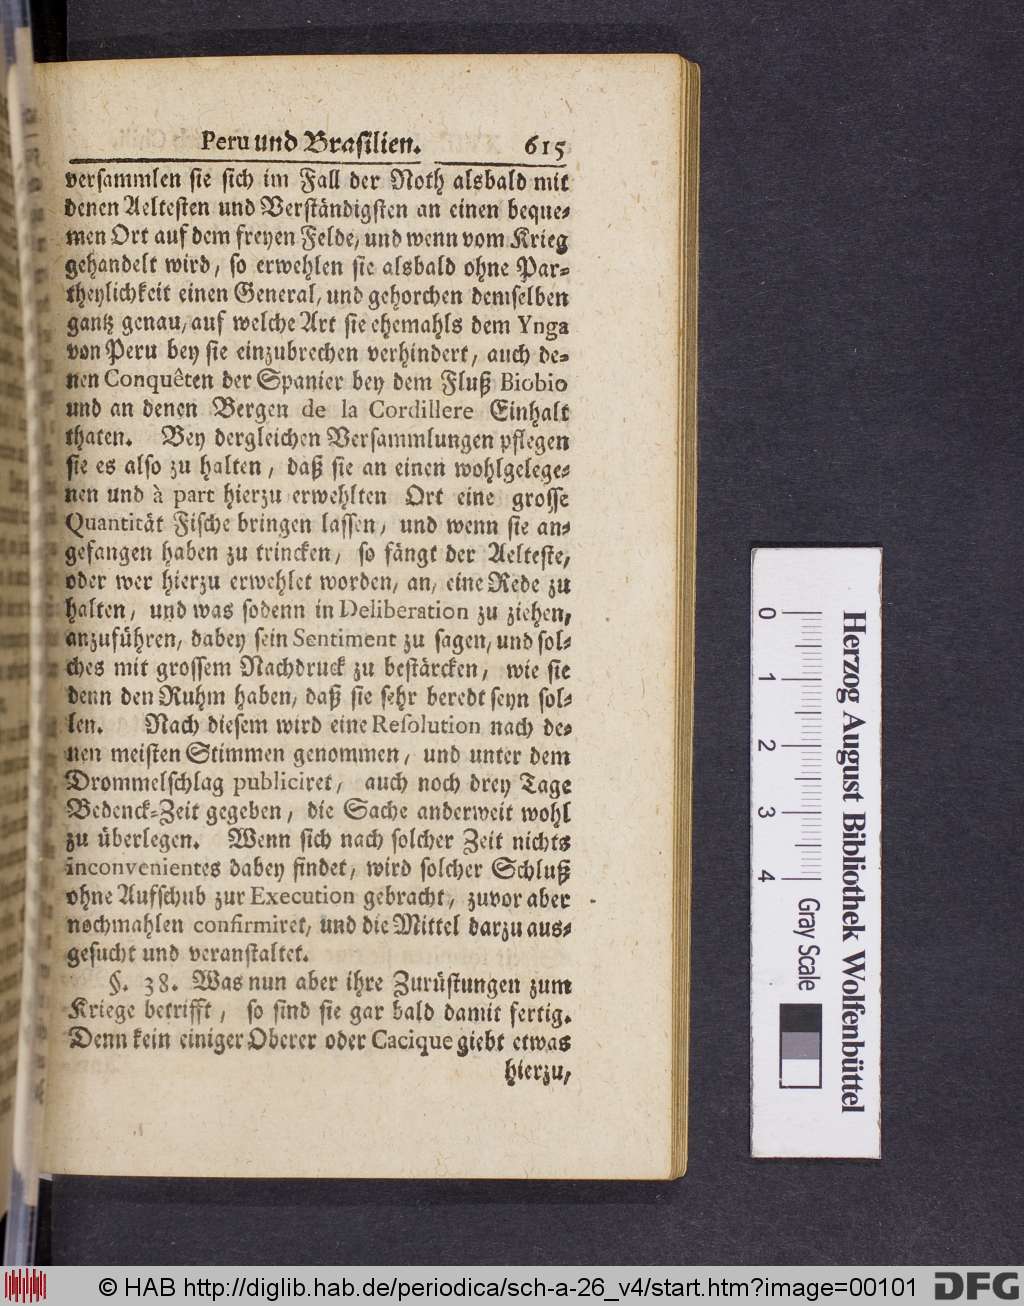 Peru und Brasilien. 615
versammlen sie sich im Fall der Noth alsbald mit
denen Aeltesten und Verständigsten an einen beque-
men Ort auf dem freyen Felde, und wenn vom Krieg
gehandelt wird, so erwehlen sie alsbald ohne Par-
theylichkeit einen General, und gehorchen demselben
gantz genau, auf welche Art sie ehemahls dem Ynga
von Peru bey sie einzubrechen verhindert, auch de-
nen Conquêten der Spanier bey dem Fluß Biobio
und an denen Bergen de la Cordillere Einhalt
thaten. Bey dergleichen Versammlungen pflegen
sie es also zu halten, daß sie an einen wohlgelege-
nen und à part hierzu erwehlten Ort eine grosse
Quantität Fische bringen lassen, und wenn sie an-
gefangen haben zu trincken, so fängt der Aelteste,
oder wer hierzu erwehlet worden, an, eine Rede zu
halten, und was sodenn in Deliberation zu ziehen,
anzuführen, dabey sein Sentiment zu sagen, und sol-
ches mit grossem Nachdruck zu bestärcken, wie sie
denn den Ruhm haben, daß sie sehr beredt seyn sol-
len. Nach diesem wird eine Resolution nach de-
nen meisten Stimmen genommen, und unter dem
Drommelschlag publiciret, auch noch drey Tage
Bedenck-Zeit gegeben, die Sache anderweit wohl
zu überlegen. Wenn sich nach solcher Zeit nichts
inconvenientes dabey findet, wird solcher Schluß
ohne Aufschub zur Execution gebracht, zuvor aber
nochmahlen confirmiret, und die Mittel darzu aus-
gesucht und veranstaltet.
§. 38. Was nun aber ihre Zurüstungen zum
Kriege betrifft, so sind sie gar bald damit fertig.
Denn kein einiger Oberer oder Cacique giebt etwas
hierzu,
0 1 2 3 4 Gray Scale
Herzog August Bibliothek Wolfenbüttel
© HAB http://diglib.hab.de/periodica/sch-a-26_v4/start.htm?image=00101 DFG